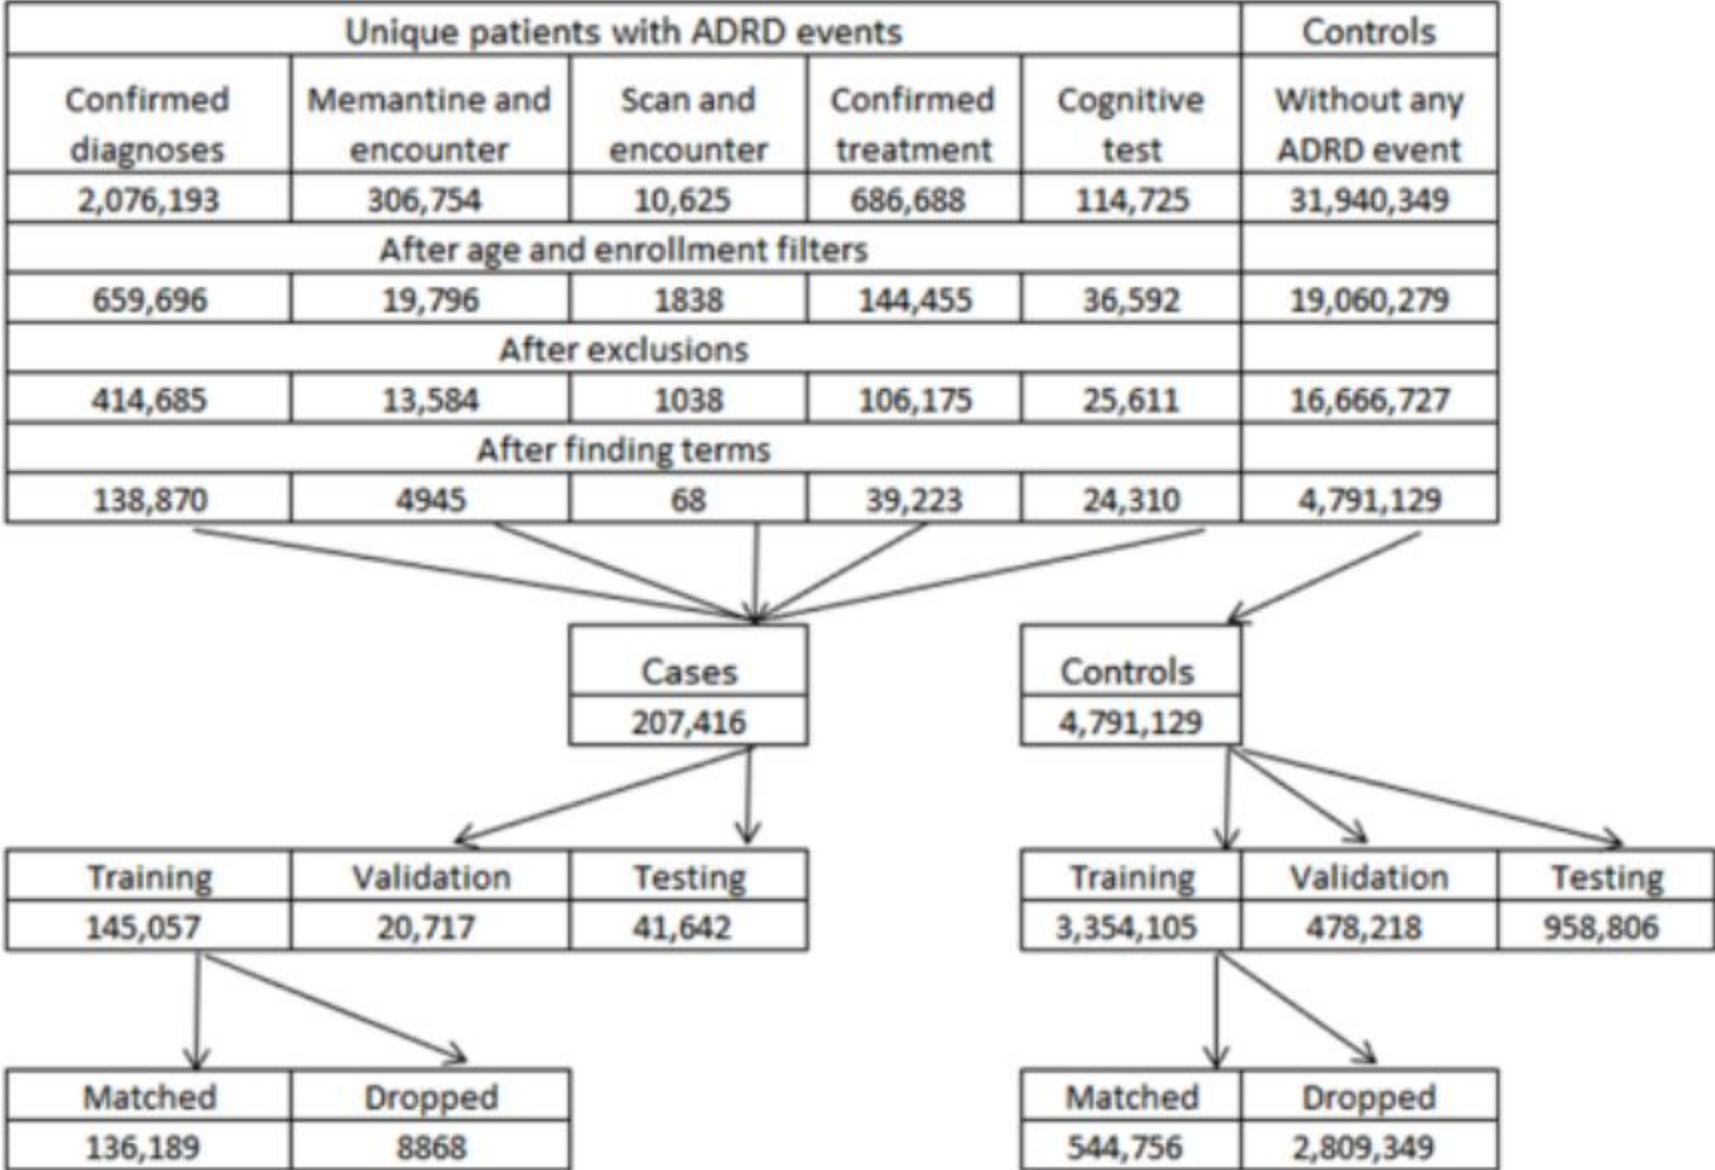 Unique patients with ADRD events Controls
Confirmed Memantine and Scan and Confirmed Cognitive Without any
diagnoses encounter encounter treatment test ADRD event
2,076,193 306,754 10,625 686,688 114,725 31,940,349
After age and enrollment filters
659,696 19,796 1838 144,455 36,592 19,060,279
After exclusions
414,685 13,584 1038 106,175 25,611 16,666,727
After finding terms
138,870 4945 68 39,223 24,310 4,791,129
Cases Controls
207,416 4,791,129
Training Validation Testing Training Validation Testing
145,057 20,717 41,642 3,354,105 478,218 958,806
Matched Dropped Matched Dropped
136,189 8868 544,756 2,809,349